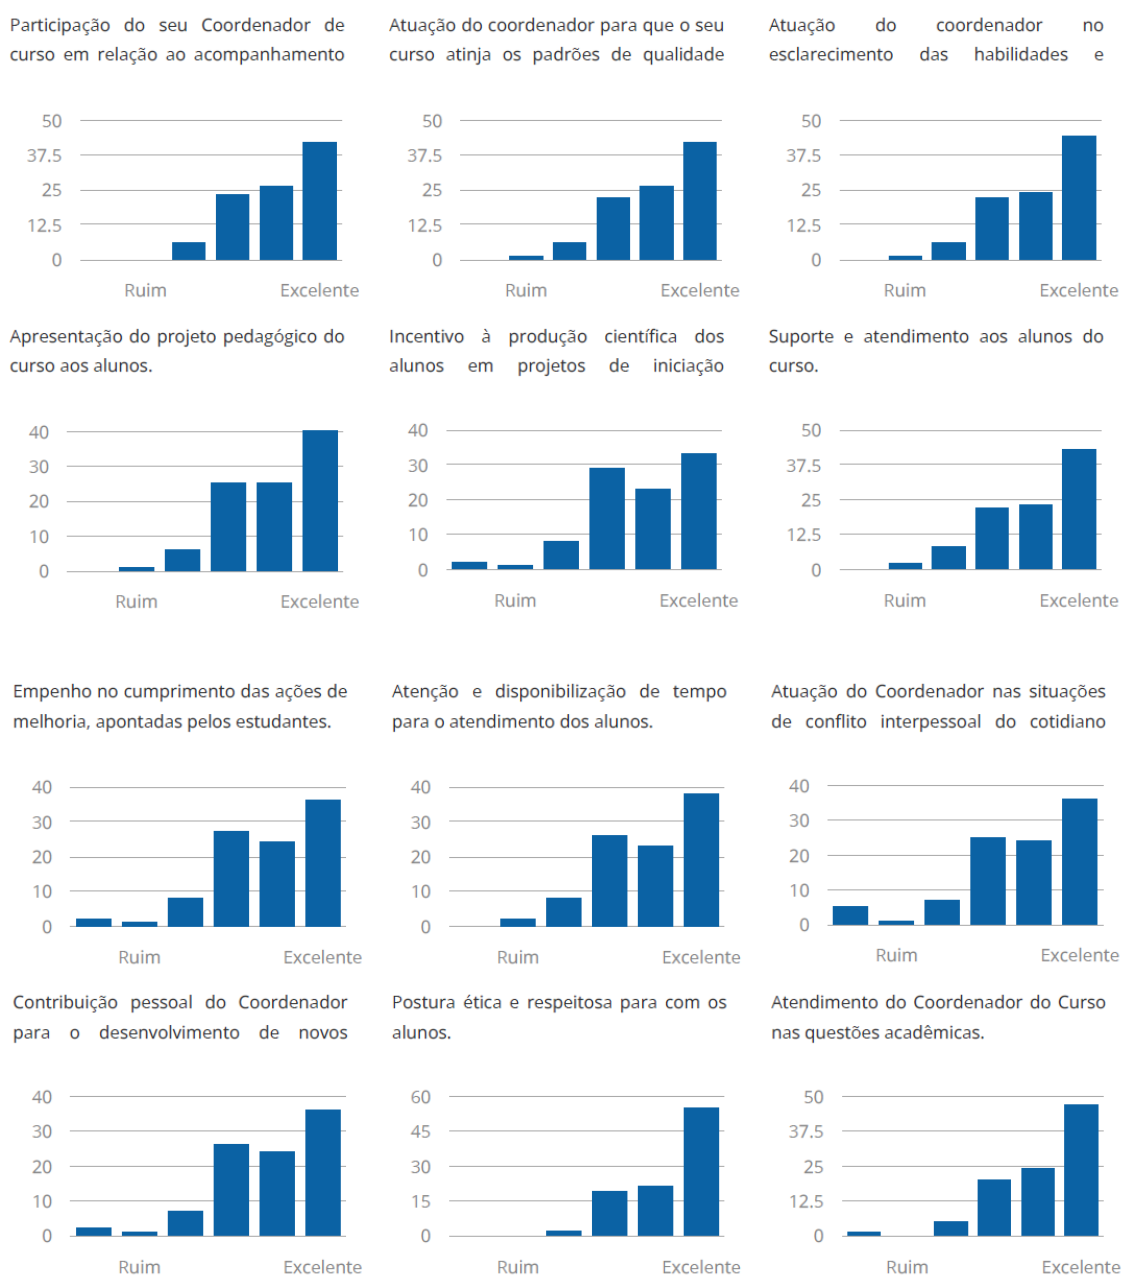 Participação do seu Coordenador de
curso em relação ao acompanhamento
Atuação do coordenador para que o seu
curso atinja os padrões de qualidade
Atuação do coordenador no
esclarecimento das habilidades e
50
37.5
25
12.5
0
Ruim Excelente
50
37.5
25
12.5
0
Ruim Excelente
50
37.5
25
12.5
0
Ruim Excelente
Apresentação do projeto pedagógico do
curso aos alunos.
Incentivo à produção científica dos
alunos em projetos de iniciação
Suporte e atendimento aos alunos do
curso.
40
30
20
10
0
Ruim Excelente
40
30
20
10
0
Ruim Excelente
50
37.5
25
12.5
0
Ruim Excelente
Empenho no cumprimento das ações de
melhoria, apontadas pelos estudantes.
Atenção e disponibilização de tempo
para o atendimento dos alunos.
Atuação do Coordenador nas situações
de conflito interpessoal do cotidiano
40
30
20
10
0
Ruim Excelente
40
30
20
10
0
Ruim Excelente
40
30
20
10
0
Ruim Excelente
Contribuição pessoal do Coordenador
para o desenvolvimento de novos
Postura ética e respeitosa para com os
alunos.
Atendimento do Coordenador do Curso
nas questões acadêmicas.
40
30
20
10
0
Ruim Excelente
60
45
30
15
0
Ruim Excelente
50
37.5
25
12.5
0
Ruim Excelente